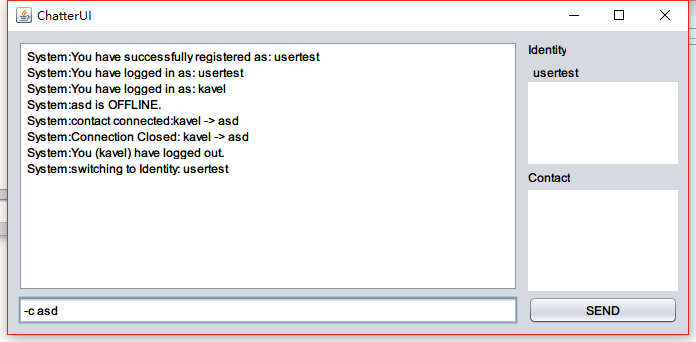 ChatterUI
System:You have successfully registered as: usertest
System:You have logged in as: usertest
System:You have logged in as: kavel
System:asd is OFFLINE.
System:contact connected:kavel -> asd
System:Connection Closed: kavel -> asd
System:You (kavel) have logged out.
System:switching to Identity: usertest
-c asd
Identity
usertest
Contact
SEND